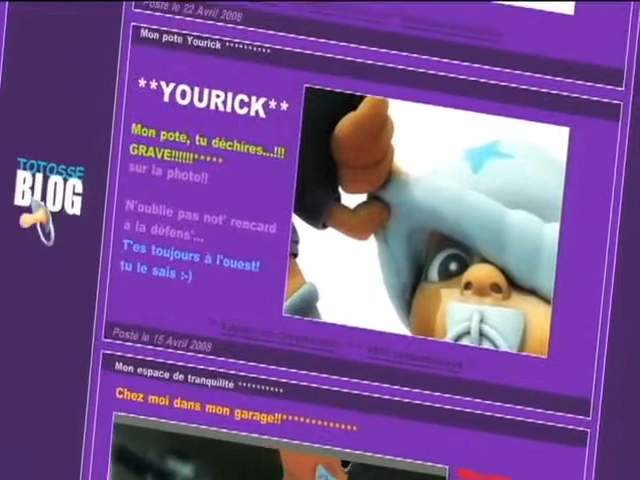 Posté le 22 Avril 2008
Mon pote Yourick **********
**YOURICK**
Mon pote, tu déchires...!!!
GRAVE!!!!!!*****
sur la photo!!
N'oublie pas not' rencard
à la défens'...
T'es toujours à l'ouest!
tu le sais :-)
TOTOSSE
BLOG
Posté le 15 Avril 2008
Mon espace de tranquilité **********
Chez moi dans mon garage!!**************